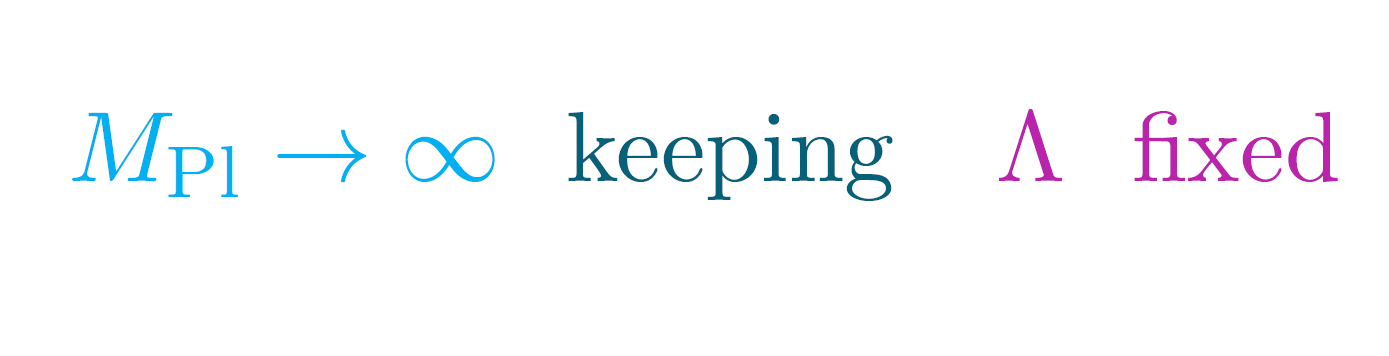 M_Pl → ∞ keeping Λ fixed